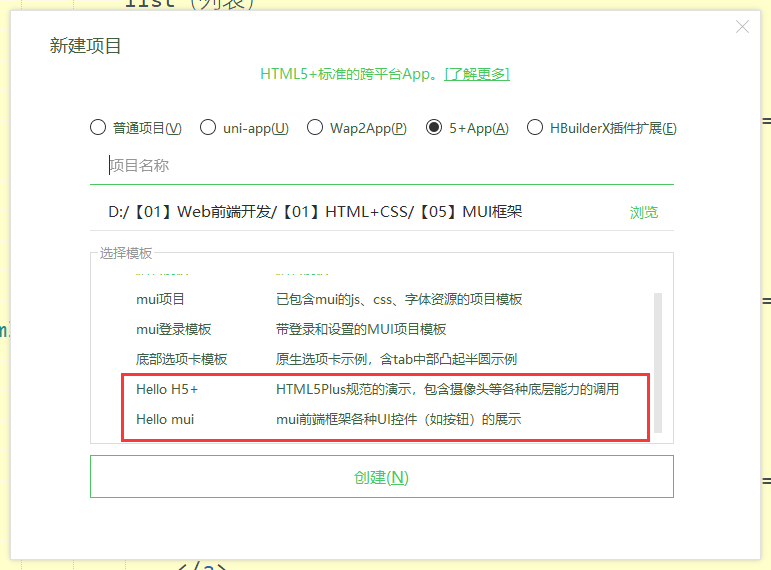 list（列表）
新建项目
HTML5+标准的跨平台App。[了解更多]
普通项目(V) uni-app(U) Wap2App(P) 5+App(A) HBuilderX插件扩展(E)
项目名称
D:/【01】Web前端开发/【01】HTML+CSS/【05】MUI框架 浏览
选择模板
mui项目 已包含mui的js、css、字体资源的项目模板
mui登录模板 带登录和设置的MUI项目模板
底部选项卡模板 原生选项卡示例，含tab中部凸起半圆示例
Hello H5+ HTML5Plus规范的演示，包含摄像头等各种底层能力的调用
Hello mui mui前端框架各种UI控件（如按钮）的展示
创建(N)
</a>